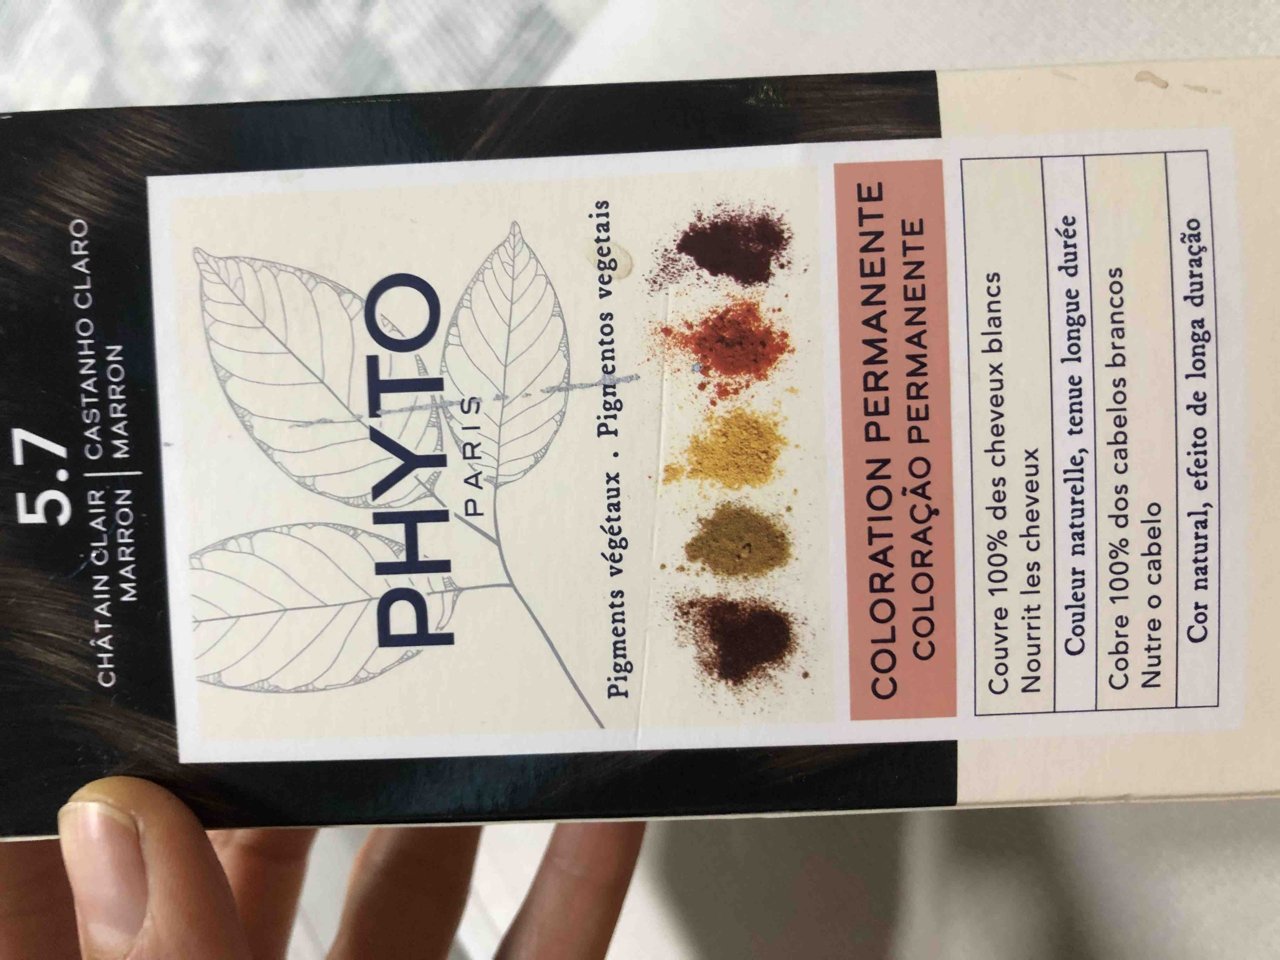 5.7
CHÂTAIN CLAIR | CASTANHO CLARO
MARRON | MARRON
PHYTO
PARIS
Pigments végétaux . Pigmentos vegetais
COLORATION PERMANENTE
COLORAÇÃO PERMANENTE
Couvre 100% des cheveux blancs
Nourrit les cheveux
Couleur naturelle, tenue longue durée
Cobre 100% dos cabelos brancos
Nutre o cabelo
Cor natural, efeito de longa duração